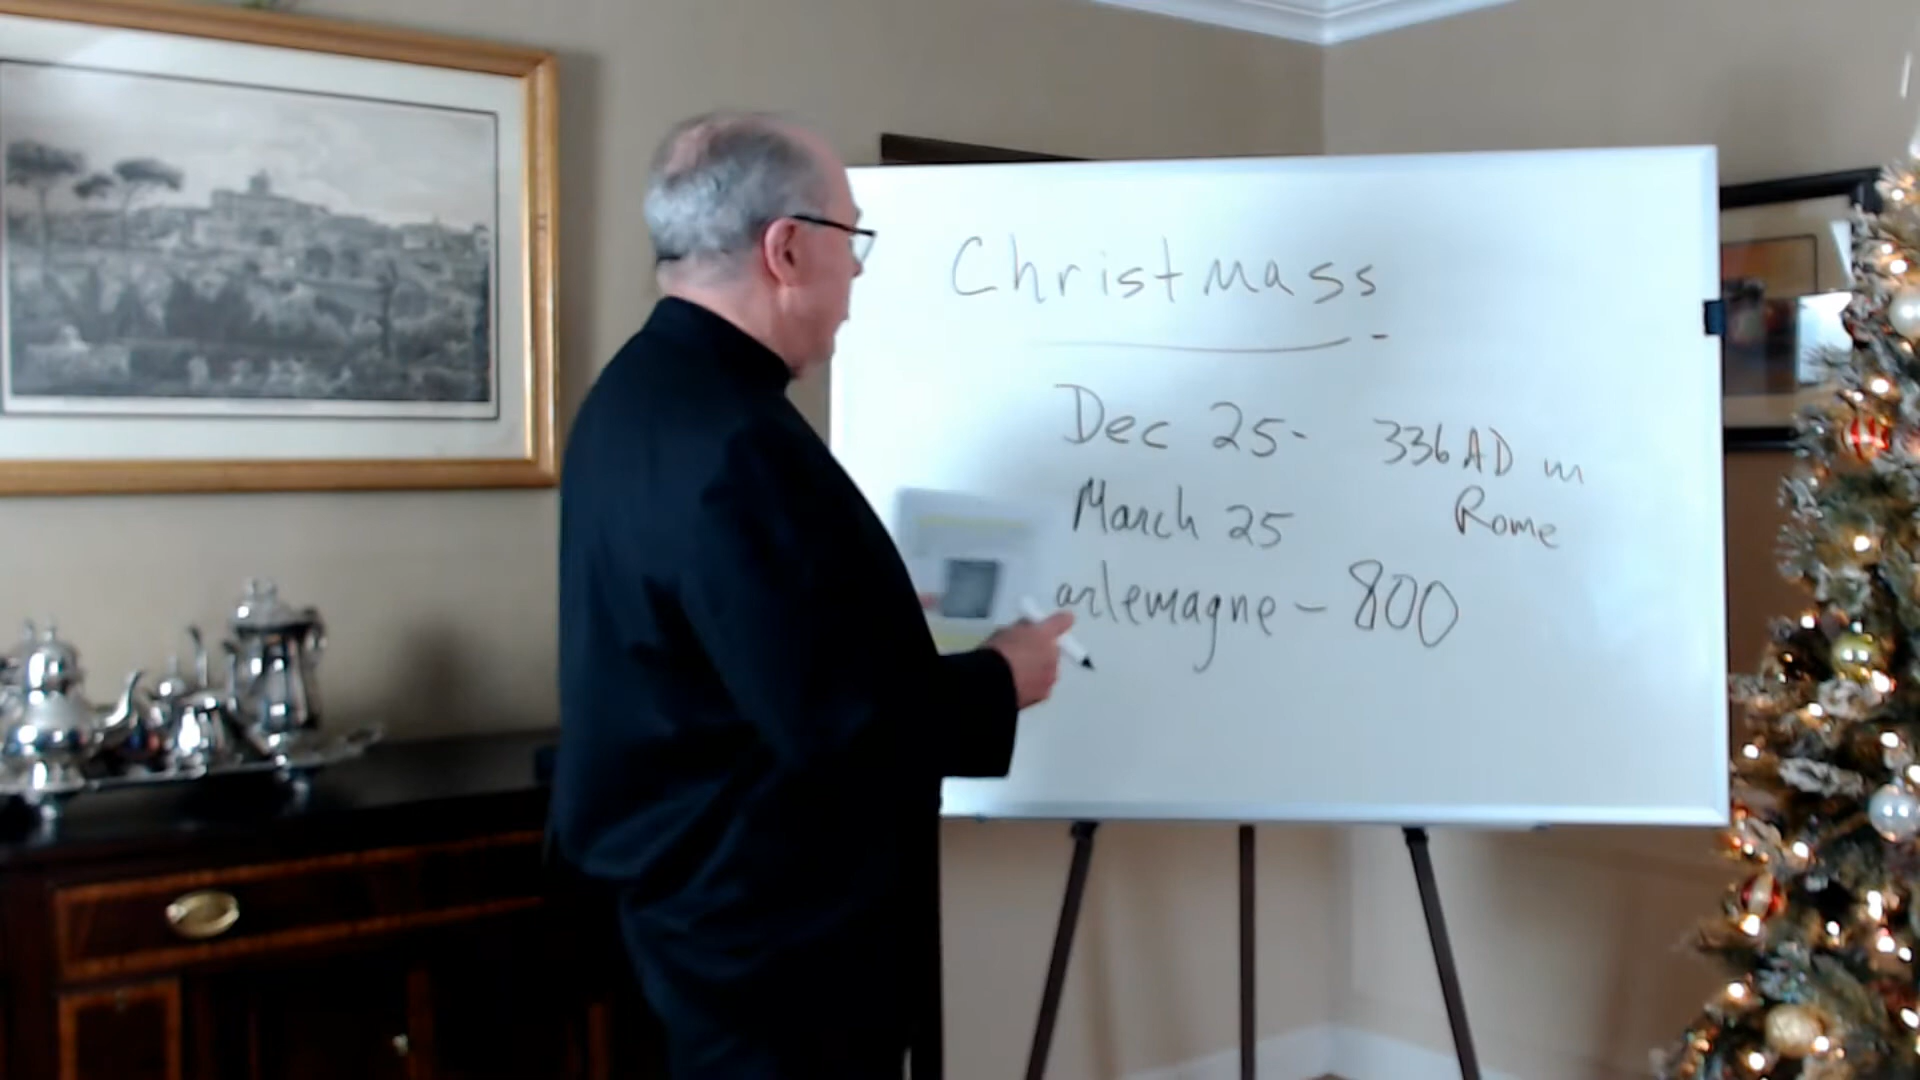 Christmass
Dec 25- 336 AD in
March 25 Rome
arlemagne - 800